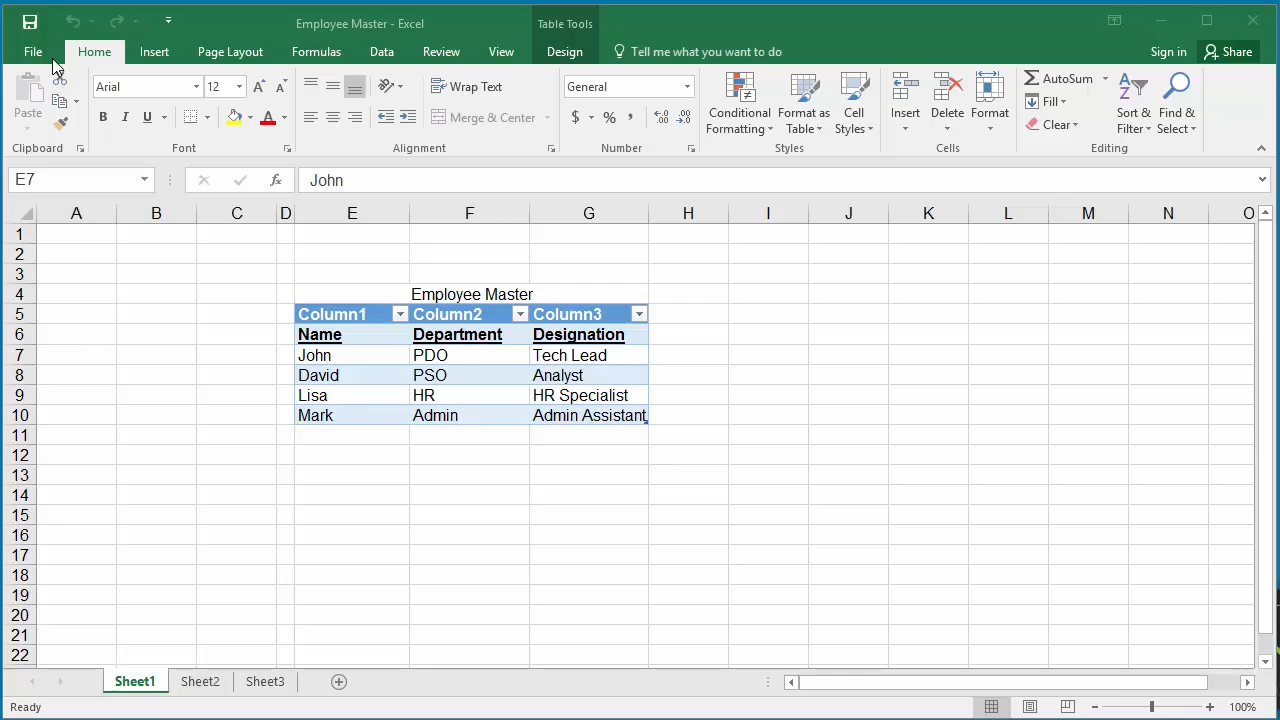 Employee Master - Excel
Table Tools
File Home Insert Page Layout Formulas Data Review View Design Tell me what you want to do Sign in Share
Paste
Clipboard
Arial 12
B I U A
Font
Wrap Text
Merge & Center
Alignment
General
$ % ,
Number
Conditional Formatting
Format as Table
Cell Styles
Styles
Insert
Delete
Format
Cells
AutoSum
Fill
Clear
Sort & Filter
Find & Select
Editing
E7 fx John
A B C D E F G H I J K L M N O
1
2
3
4 Employee Master
5 Column1 Column2 Column3
6 Name Department Designation
7 John PDO Tech Lead
8 David PSO Analyst
9 Lisa HR HR Specialist
10 Mark Admin Admin Assistant
11
12
13
14
15
16
17
18
19
20
21
22
Sheet1 Sheet2 Sheet3
Ready 100%